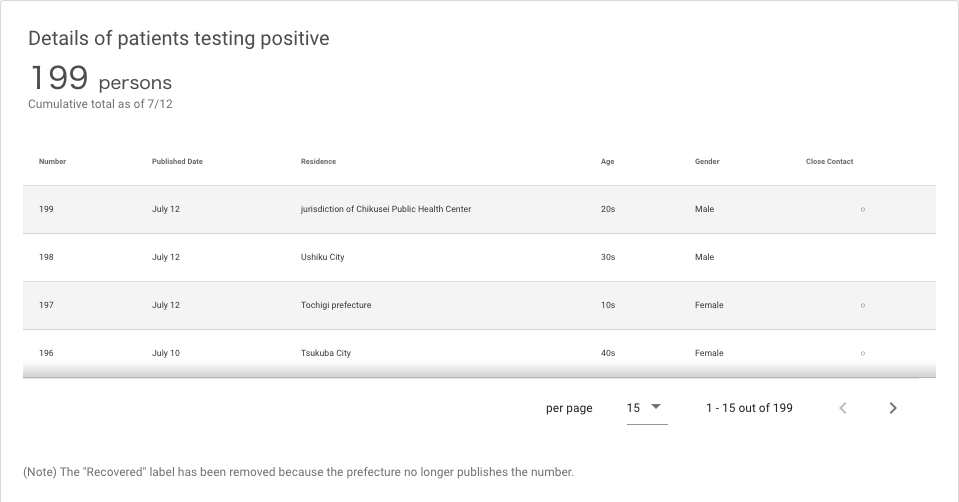 Details of patients testing positive
199 persons
Cumulative total as of 7/12
Number Published Date Residence Age Gender Close Contact
199 July 12 jurisdiction of Chikusei Public Health Center 20s Male ○
198 July 12 Ushiku City 30s Male
197 July 12 Tochigi prefecture 10s Female ○
196 July 10 Tsukuba City 40s Female ○
per page 15 1 - 15 out of 199
(Note) The "Recovered" label has been removed because the prefecture no longer publishes the number.